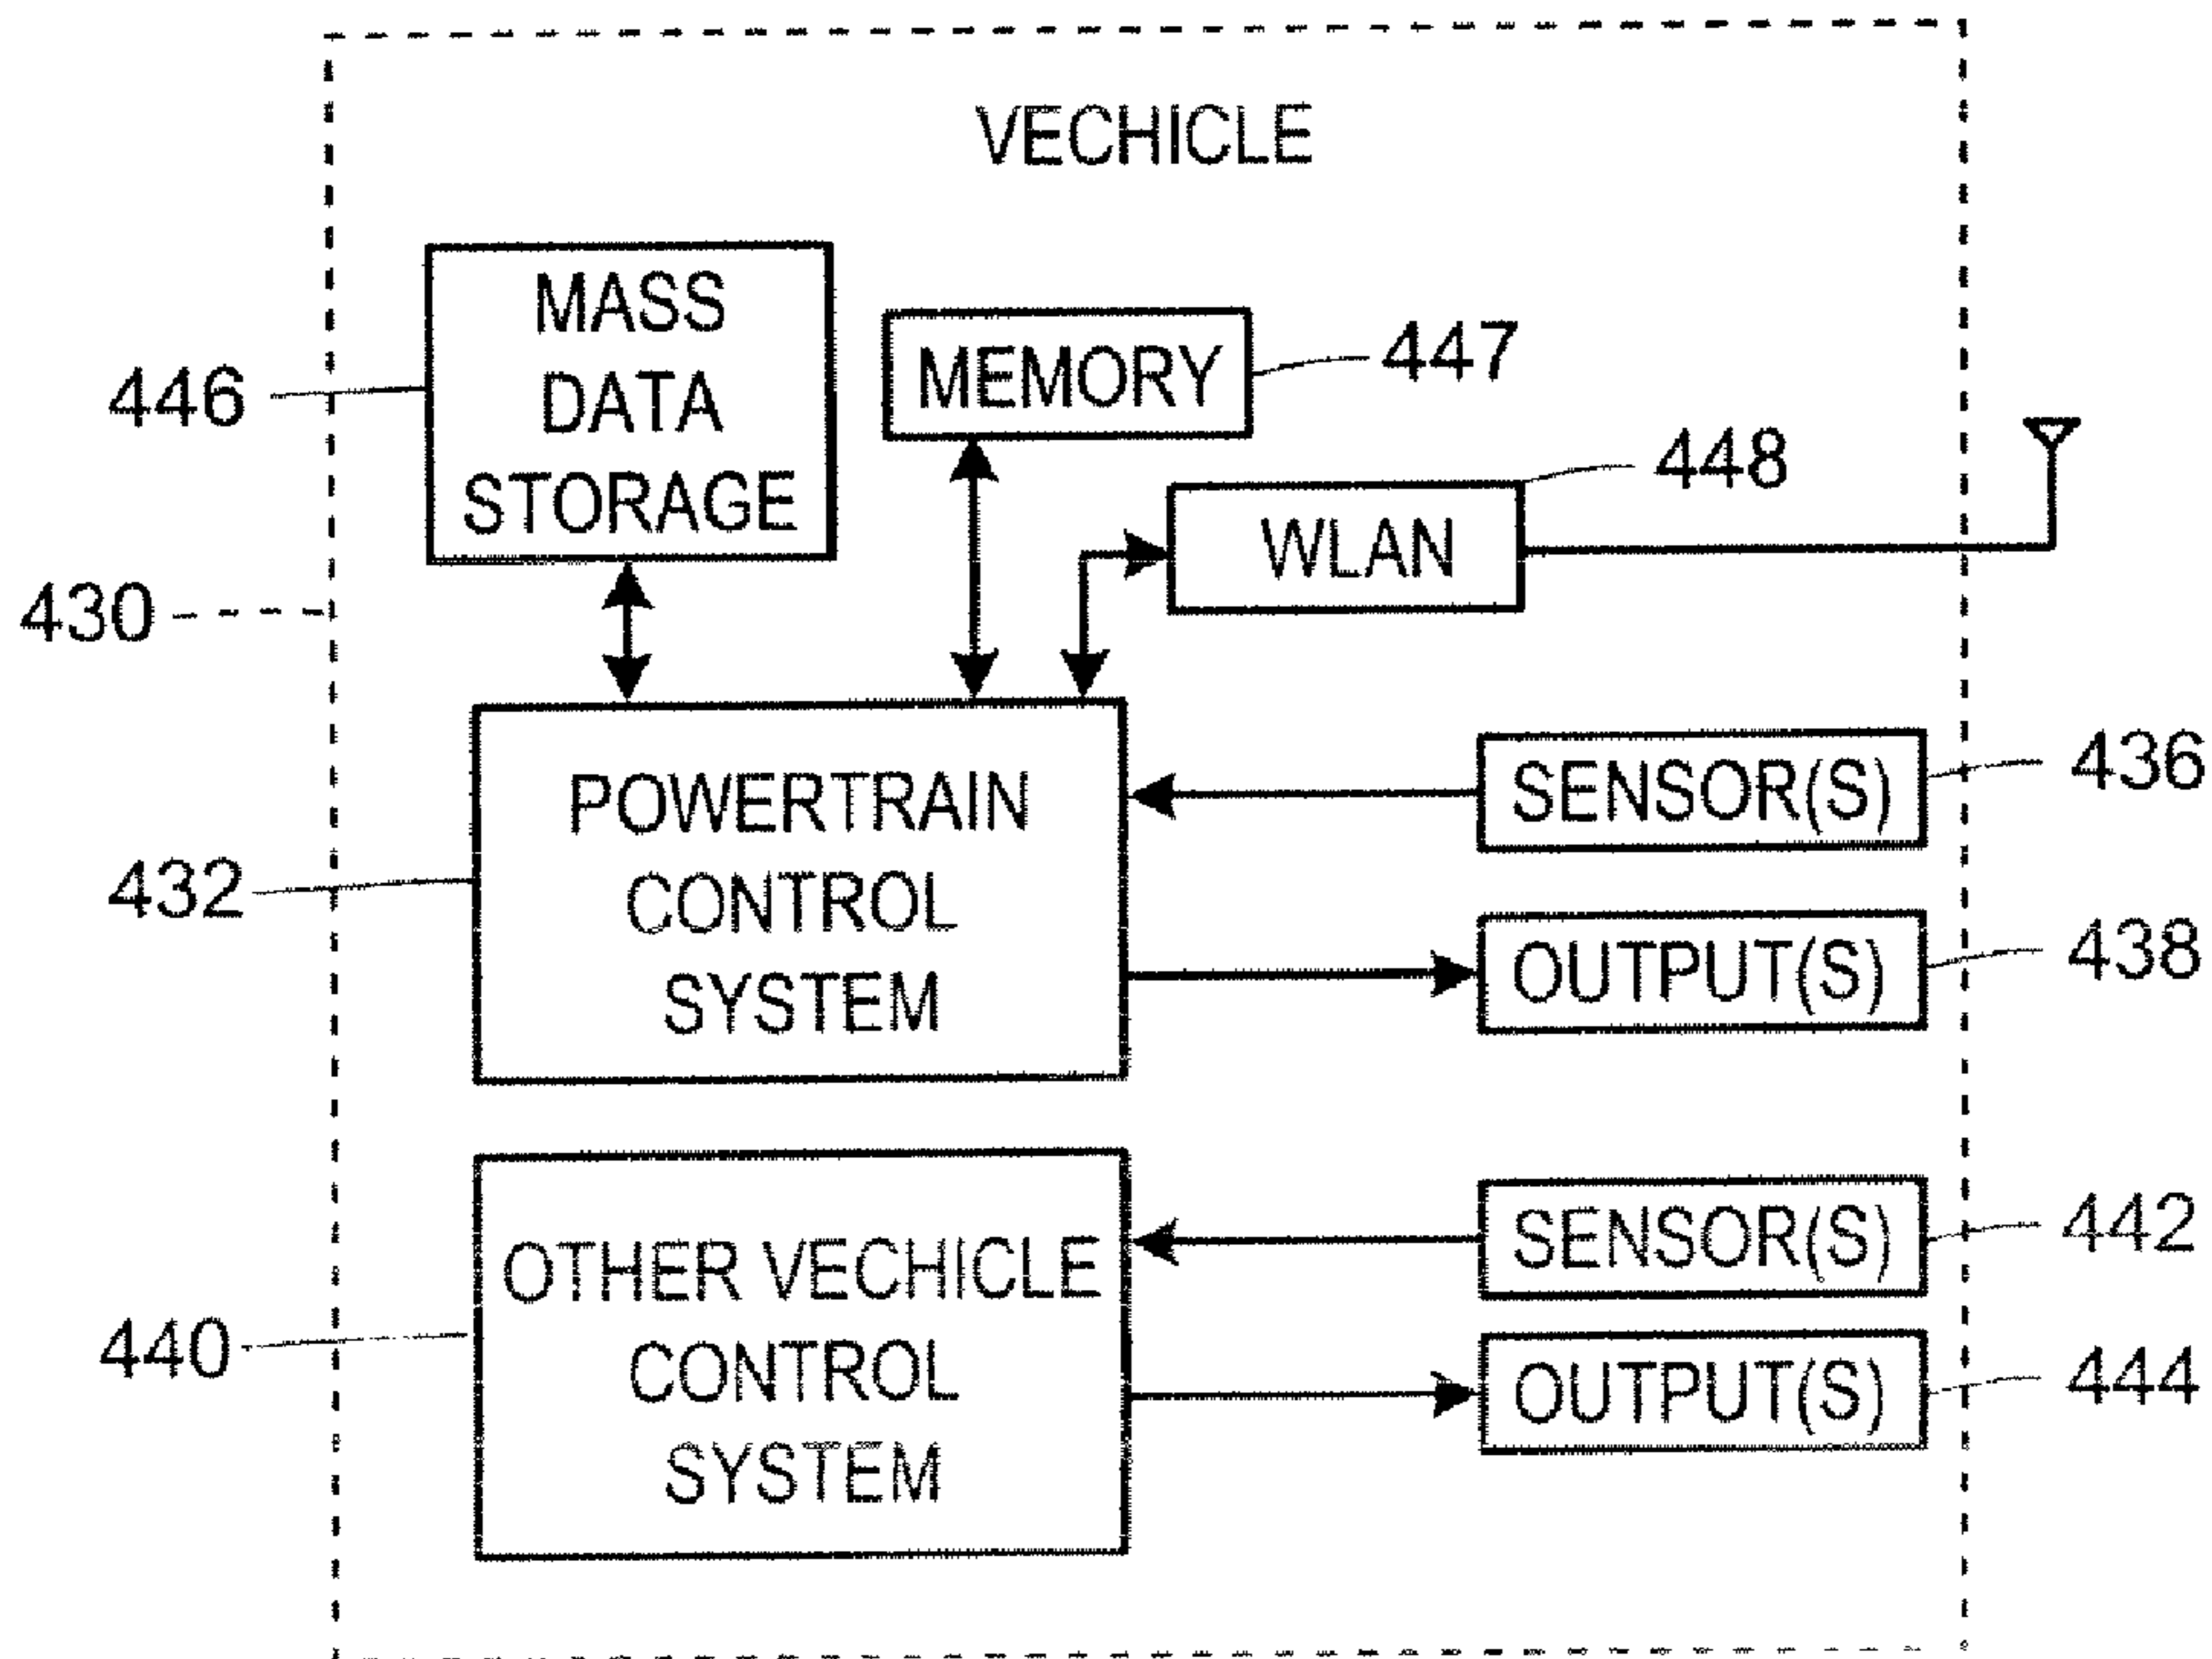 VECHICLE
MASS
DATA
STORAGE
446
MEMORY
447
WLAN
448
430
POWERTRAIN
CONTROL
SYSTEM
432
SENSOR(S)
436
OUTPUT(S)
438
OTHER VECHICLE
CONTROL
SYSTEM
440
SENSOR(S)
442
OUTPUT(S)
444